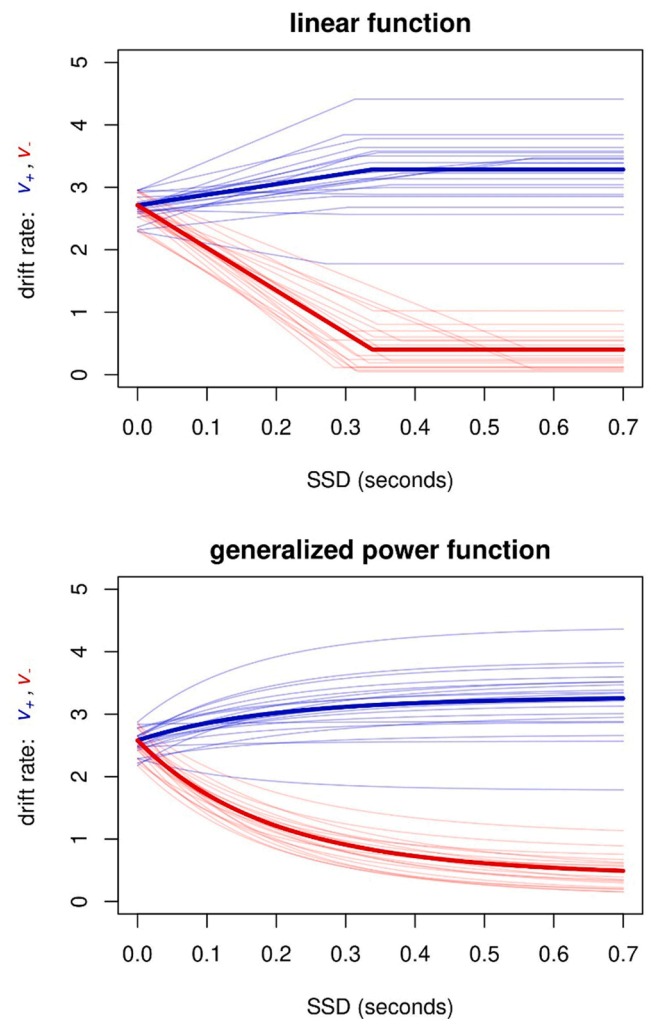 linear function
5
4
3
2
1
0
drift rate: v+, v-
0.0 0.1 0.2 0.3 0.4 0.5 0.6 0.7
SSD (seconds)
generalized power function
5
4
3
2
1
0
drift rate: v+, v-
0.0 0.1 0.2 0.3 0.4 0.5 0.6 0.7
SSD (seconds)